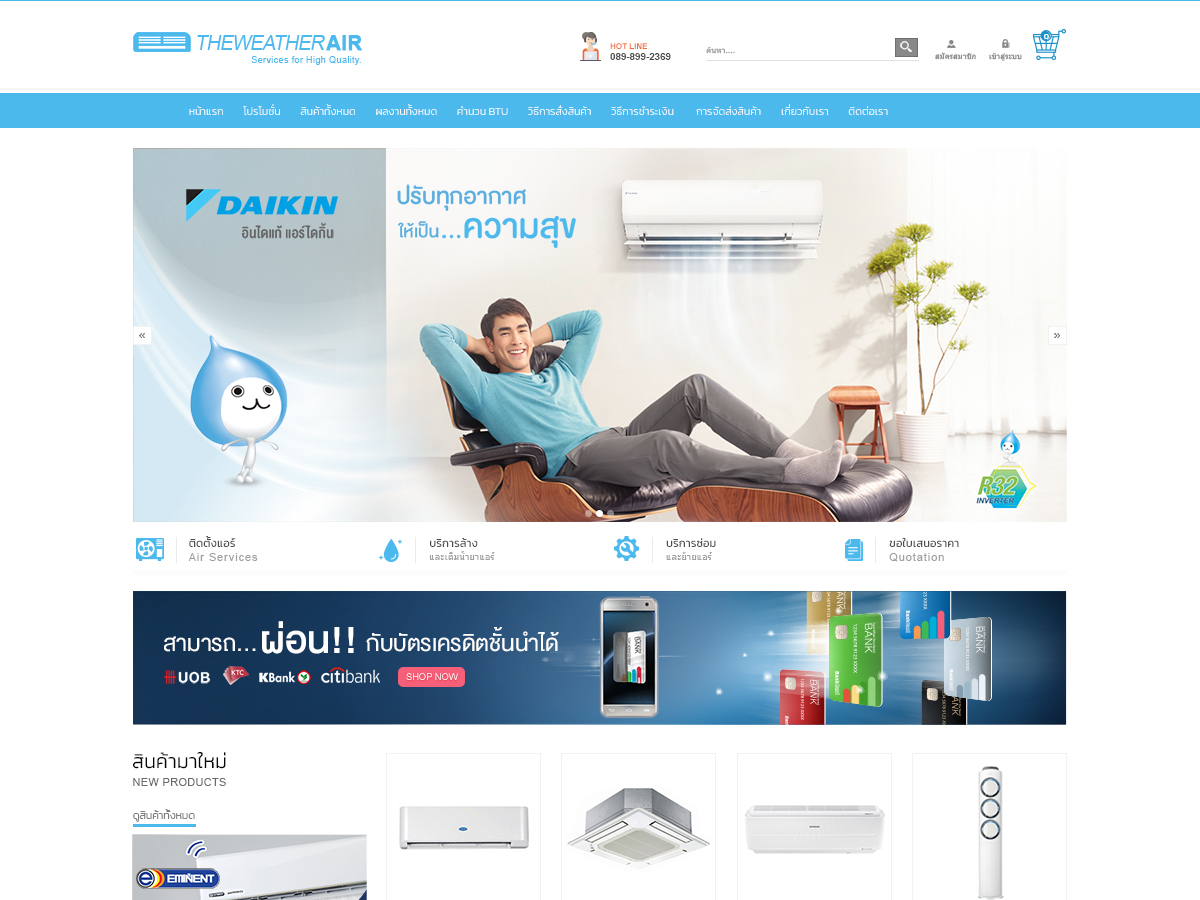 THEWEATHERAIR
Services for High Quality.
HOT LINE
089-899-2369
ค้นหา....
สมัครสมาชิก
เข้าสู่ระบบ
0
หน้าแรก โปรโมชั่น สินค้าทั้งหมด ผลงานทั้งหมด คำนวน BTU วิธีการสั่งสินค้า วิธีการชำระเงิน การจัดส่งสินค้า เกี่ยวกับเรา ติดต่อเรา
DAIKIN
อินไดแท้ แอร์ไดกิ้น
ปรับทุกอากาศ
ให้เป็น...ความสุข
«
»
R32
INVERTER
ติดตั้งแอร์
Air Services
บริการล้าง
และเติมน้ำยาแอร์
บริการซ่อม
และย้ายแอร์
ขอใบเสนอราคา
Quotation
สามารถ...ผ่อน!! กับบัตรเครดิตชั้นนำได้
UOB KTC KBank citibank SHOP NOW
BANK
BANK
BANK
BANK
สินค้ามาใหม่
NEW PRODUCTS
ดูสินค้าทั้งหมด
EMINENT